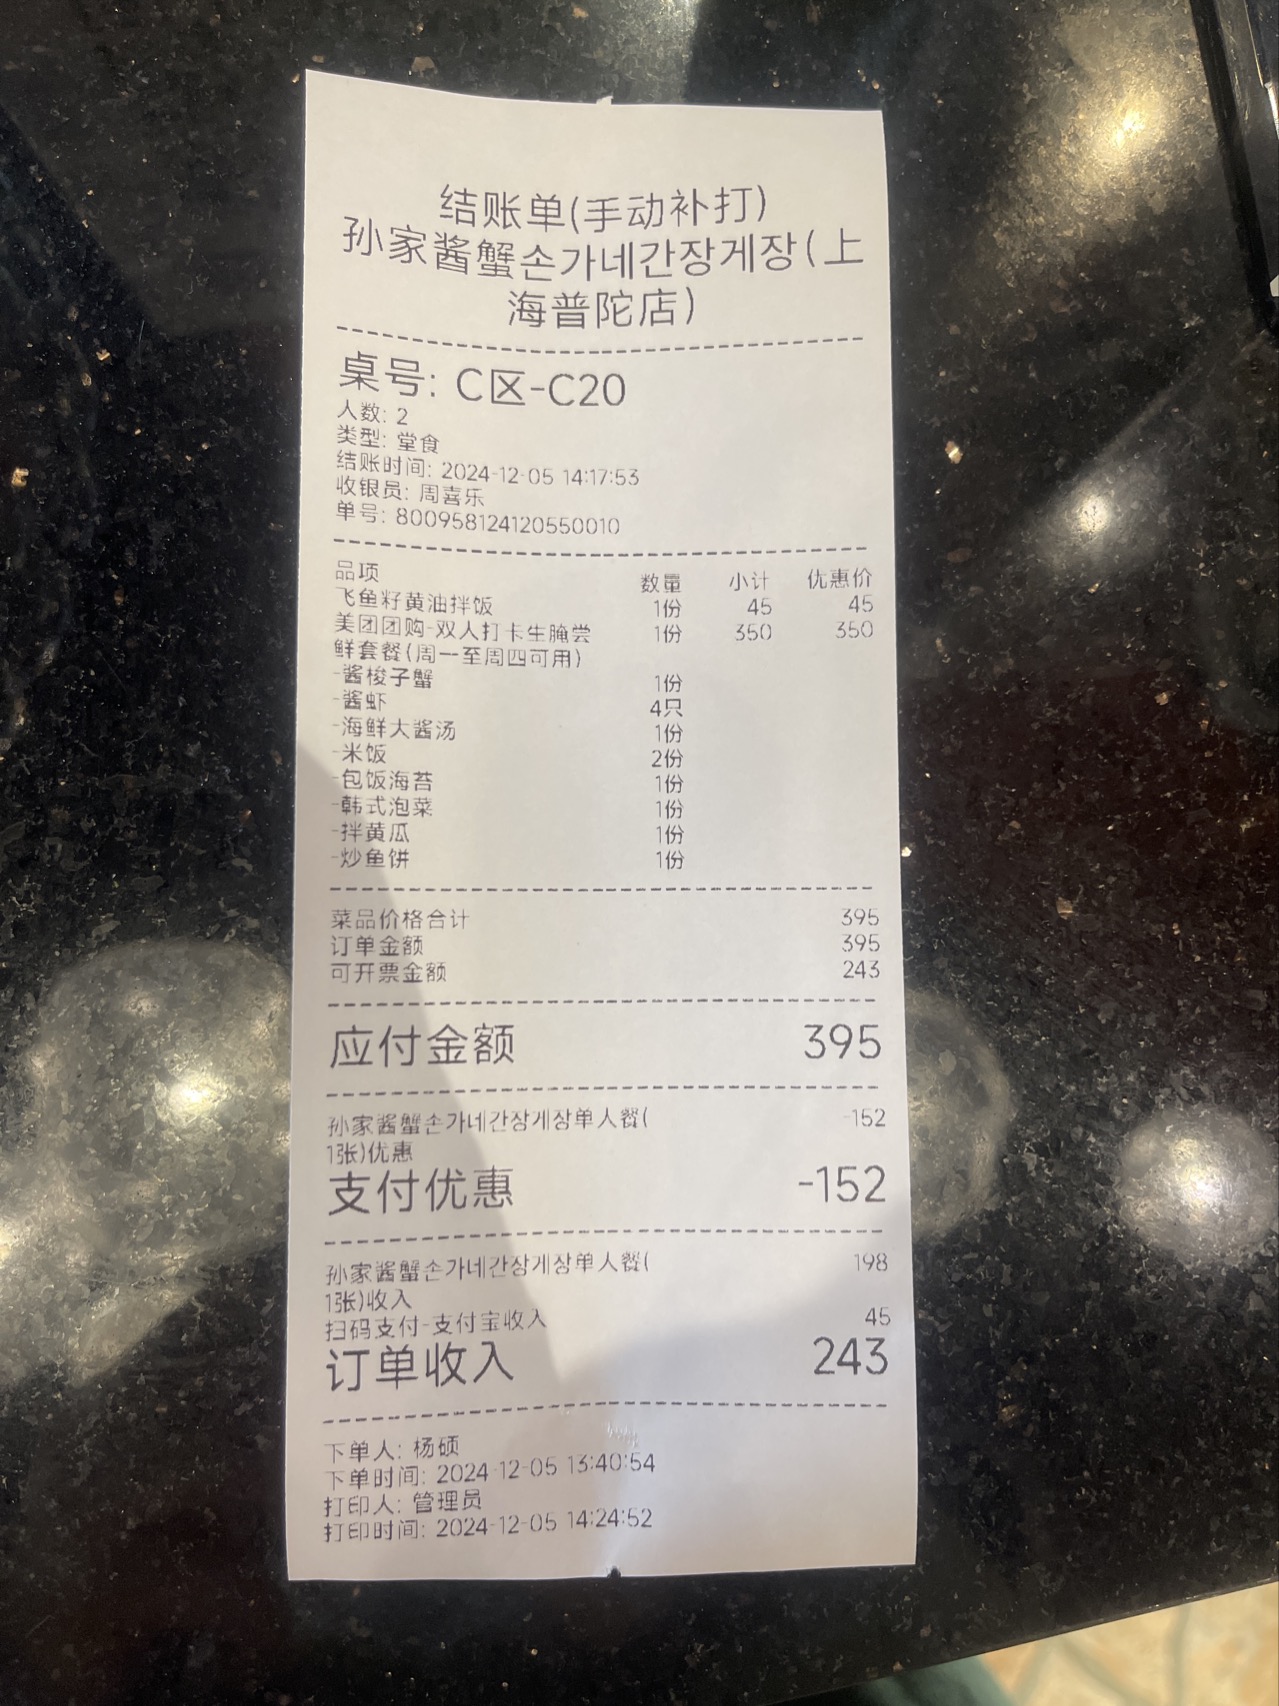 结账单(手动补打)
孙家酱蟹손가네간장게장(上
海普陀店)
桌号: C区-C20
人数: 2
类型: 堂食
结账时间: 2024-12-05 14:17:53
收银员: 周喜乐
单号: 800958124120550010
品项 数量 小计 优惠价
飞鱼籽黄油拌饭 1份 45 45
美团团购-双人打卡生腌尝 1份 350 350
鲜套餐(周一至周四可用)
-酱梭子蟹 1份
-酱虾 4只
-海鲜大酱汤 1份
-米饭 2份
-包饭海苔 1份
-韩式泡菜 1份
-拌黄瓜 1份
-炒鱼饼 1份
菜品价格合计 395
订单金额 395
可开票金额 243
应付金额 395
孙家酱蟹손가네간장게장单人餐( -152
1张)优惠
支付优惠 -152
孙家酱蟹손가네간장게장单人餐( 198
1张)收入
扫码支付-支付宝收入 45
订单收入 243
下单人: 杨硕
下单时间: 2024-12-05 13:40:54
打印人: 管理员
打印时间: 2024-12-05 14:24:52